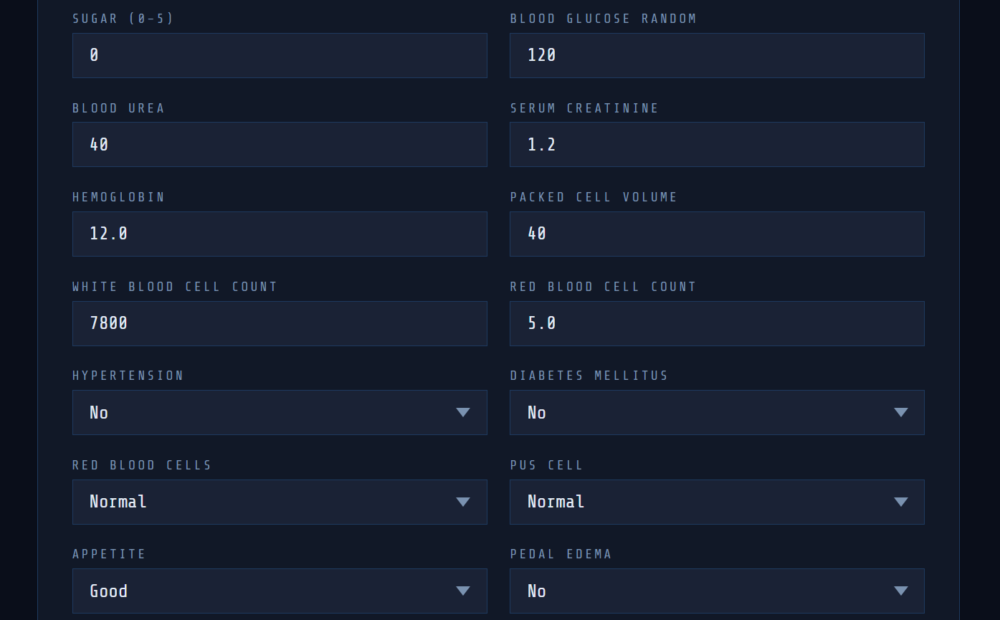 SUGAR (0–5)
BLOOD GLUCOSE RANDOM
0
120
BLOOD UREA
SERUM CREATININE
40
1.2
HEMOGLOBIN
PACKED CELL VOLUME
12.0
40
WHITE BLOOD CELL COUNT
RED BLOOD CELL COUNT
7800
5.0
HYPERTENSION
DIABETES MELLITUS
No
No
RED BLOOD CELLS
PUS CELL
Normal
Normal
APPETITE
PEDAL EDEMA
Good
No